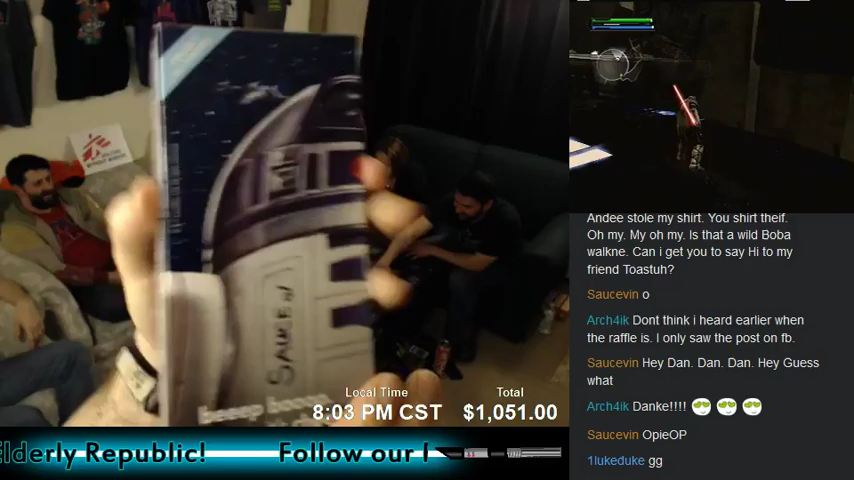 SAUCE!
beeep booop
Local Time
8:03 PM CST
Total
$1,051.00
Elderly Republic!
Follow our
Andee stole my shirt. You shirt theif.
Oh my. My oh my. Is that a wild Boba
walkne. Can i get you to say Hi to my
friend Toastuh?
Saucevin o
Arch4ik Dont think i heard earlier when
the raffle is. I only saw the post on fb.
Saucevin Hey Dan. Dan. Dan. Hey Guess
what
Arch4ik Danke!!!!
Saucevin OpieOP
1lukeduke gg